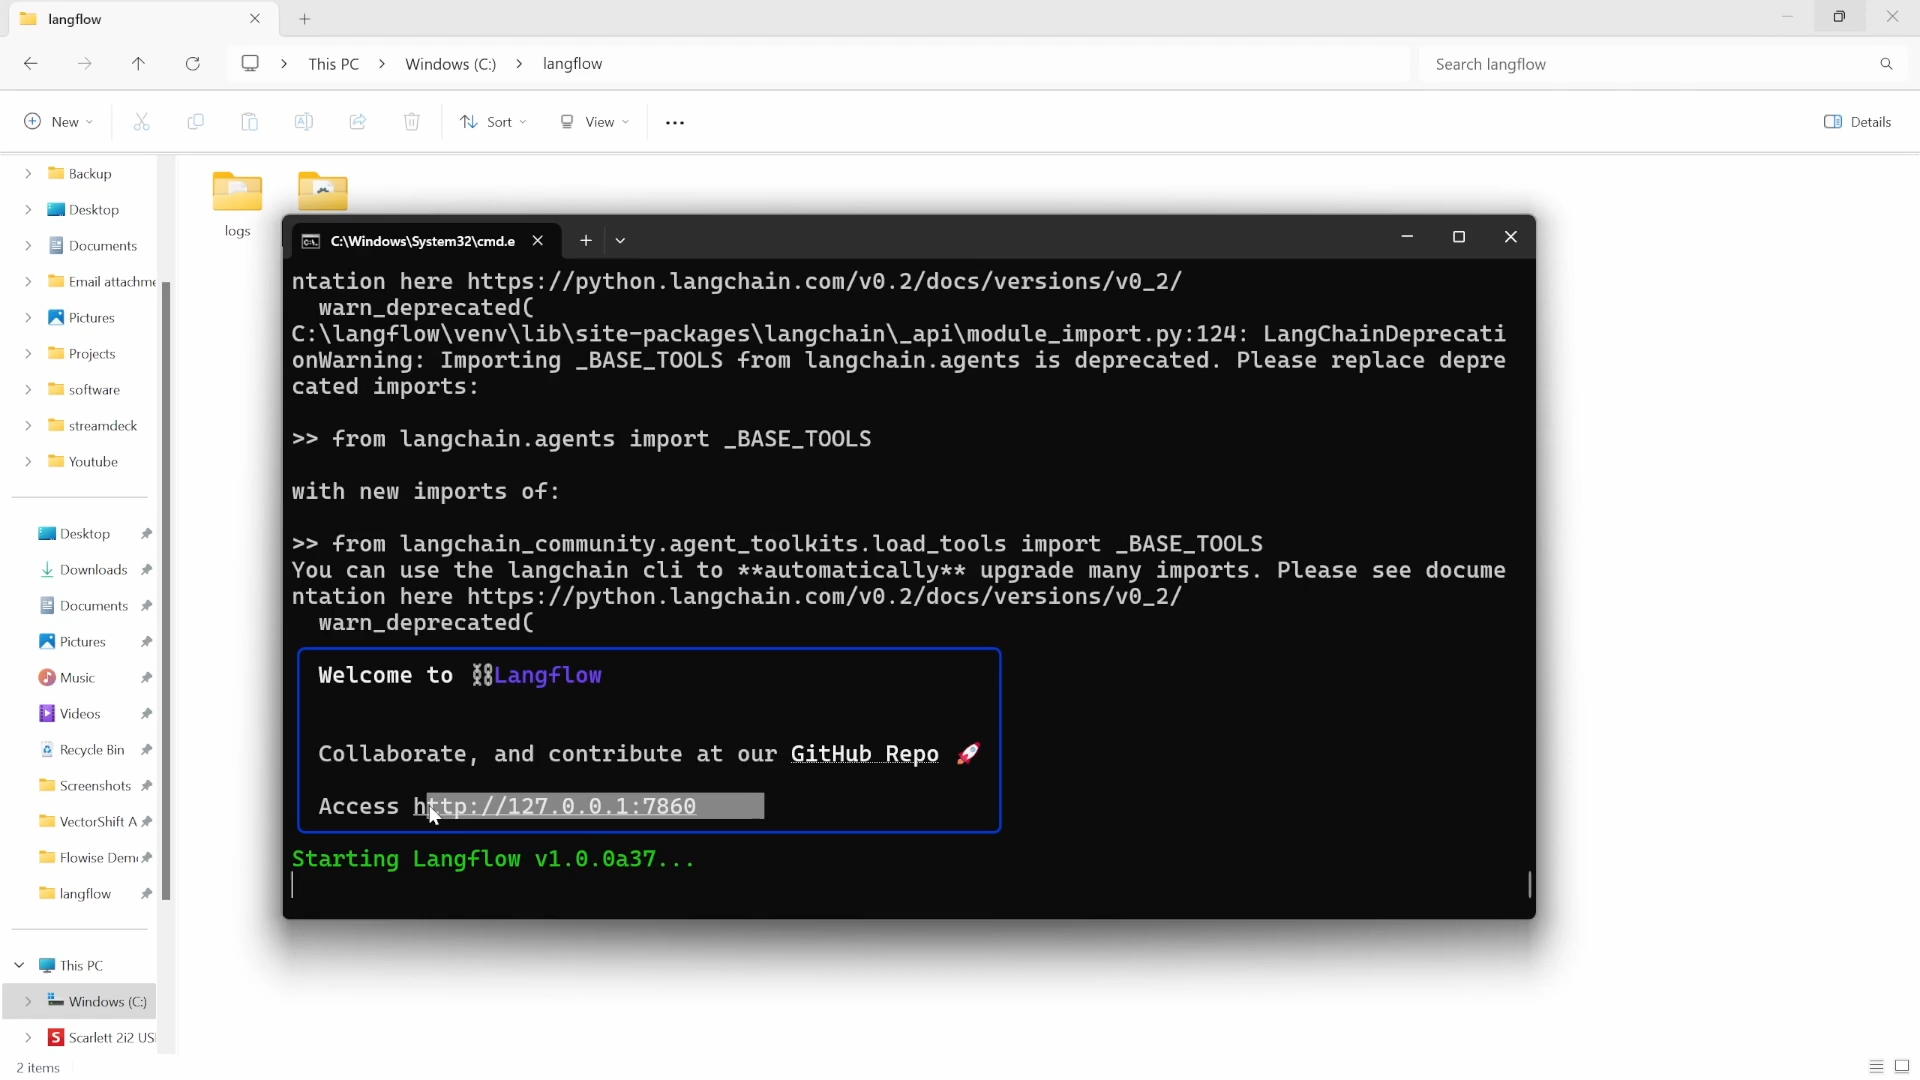 langflow
This PC
Windows (C:)
langflow
Search langflow
New
Sort
View
Details
Backup
Desktop
Documents
Email attachme
Pictures
Projects
software
streamdeck
Youtube
Desktop
Downloads
Documents
Pictures
Music
Videos
Recycle Bin
Screenshots
VectorShift A
Flowise Dem
langflow
This PC
Windows (C:)
S Scarlett 2i2 US
2 items
logs
C:\Windows\System32\cmd.e
ntation here https://python.langchain.com/v0.2/docs/versions/v0_2/
warn_deprecated(
C:\langflow\venv\lib\site-packages\langchain\_api\module_import.py:124: LangChainDeprecati
onWarning: Importing _BASE_TOOLS from langchain.agents is deprecated. Please replace depre
cated imports:
>> from langchain.agents import _BASE_TOOLS
with new imports of:
>> from langchain_community.agent_toolkits.load_tools import _BASE_TOOLS
You can use the langchain cli to **automatically** upgrade many imports. Please see docume
ntation here https://python.langchain.com/v0.2/docs/versions/v0_2/
warn_deprecated(
Welcome to ⛓Langflow
Collaborate, and contribute at our GitHub Repo 🚀
Access http://127.0.0.1:7860
Starting Langflow v1.0.0a37...